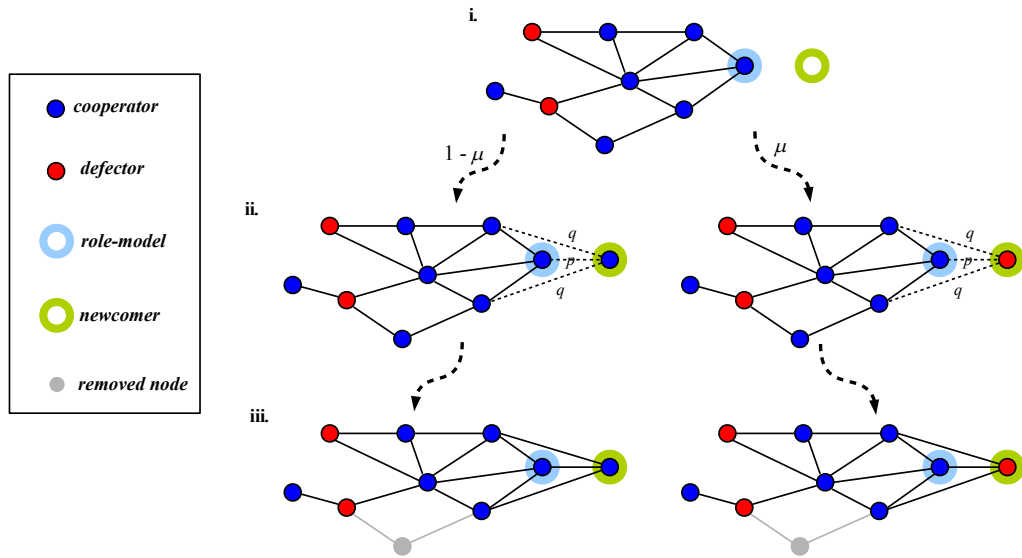 i.
cooperator
defector
role-model
newcomer
removed node
1 - μ
μ
ii.
q
p
q
q
p
q
iii.